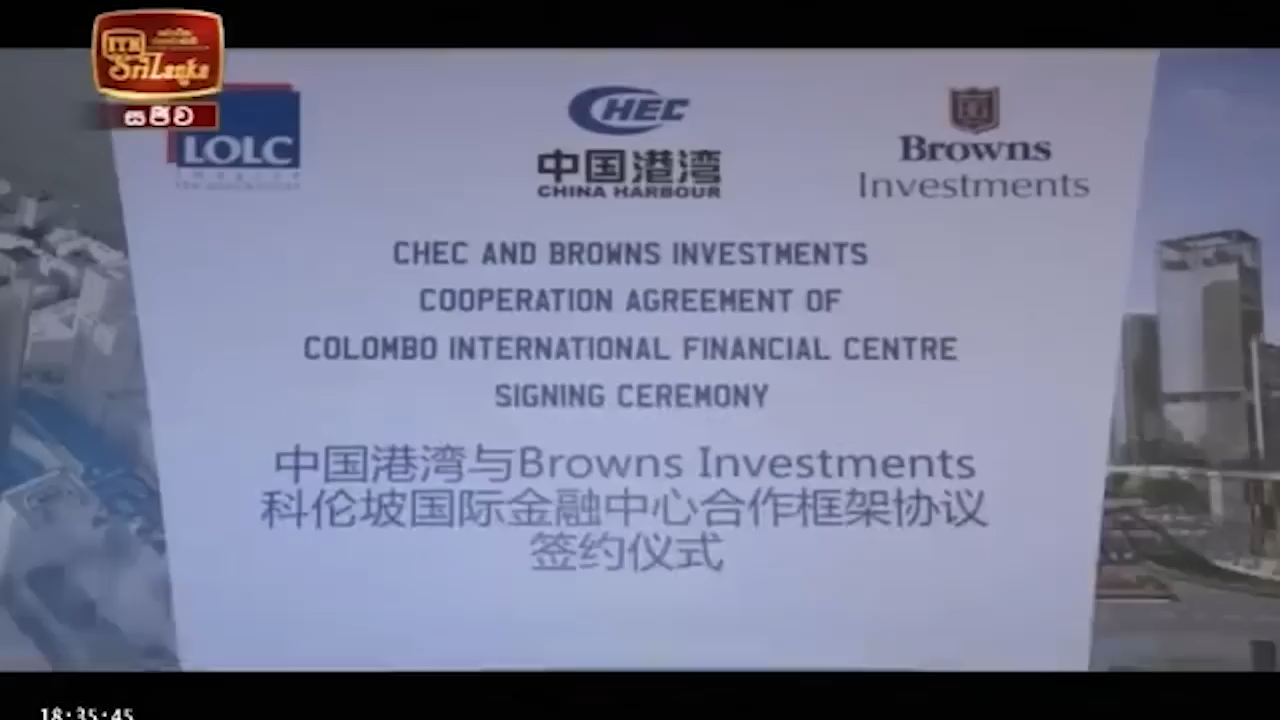 ITN
Sri Lanka
සජීව
LOLC
CHEC
中国港湾
CHINA HARBOUR
Browns
Investments
CHEC AND BROWNS INVESTMENTS
COOPERATION AGREEMENT OF
COLOMBO INTERNATIONAL FINANCIAL CENTRE
SIGNING CEREMONY
中国港湾与Browns Investments
科伦坡国际金融中心合作框架协议
签约仪式
18:35:45